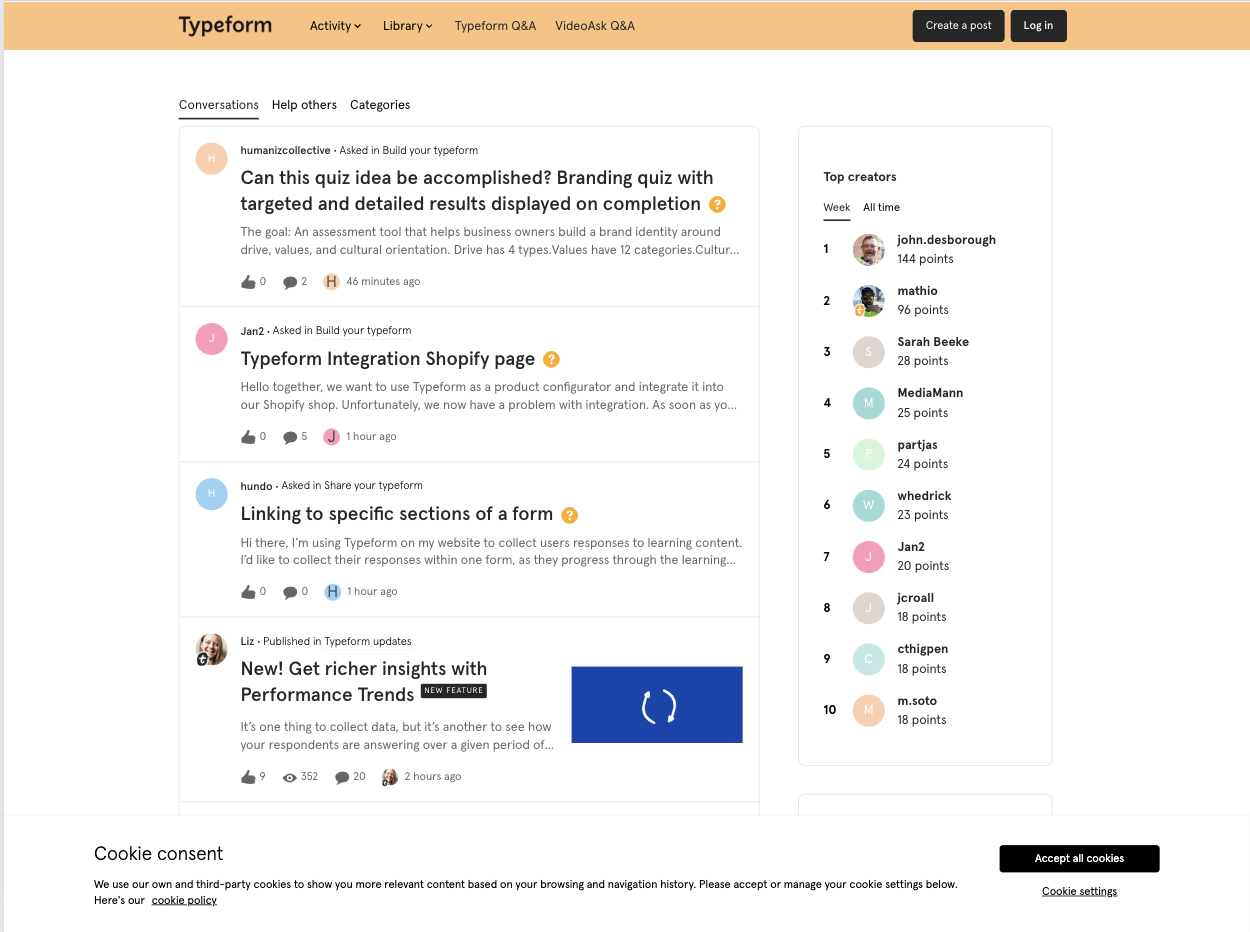 Typeform
Activity
Library
Typeform Q&A
VideoAsk Q&A
Create a post
Log in
Conversations
Help others
Categories
H
humanizcollective • Asked in Build your typeform
Can this quiz idea be accomplished? Branding quiz with
targeted and detailed results displayed on completion ?
The goal: An assessment tool that helps business owners build a brand identity around
drive, values, and cultural orientation. Drive has 4 types.Values have 12 categories.Cultur...
0 2 H 46 minutes ago
J
Jan2 • Asked in Build your typeform
Typeform Integration Shopify page ?
Hello together, we want to use Typeform as a product configurator and integrate it into
our Shopify shop. Unfortunately, we now have a problem with integration. As soon as yo...
0 5 J 1 hour ago
H
hundo • Asked in Share your typeform
Linking to specific sections of a form ?
Hi there, I’m using Typeform on my website to collect users responses to learning content.
I’d like to collect their responses within one form, as they progress through the learning...
0 0 H 1 hour ago
Liz • Published in Typeform updates
New! Get richer insights with
Performance Trends NEW FEATURE
It’s one thing to collect data, but it’s another to see how
your respondents are answering over a given period of...
9 352 20 2 hours ago
Top creators
Week All time
1
john.desborough
144 points
2
mathio
96 points
3 S
Sarah Beeke
28 points
4 M
MediaMann
25 points
5 P
partjas
24 points
6 W
whedrick
23 points
7 J
Jan2
20 points
8 J
jcroall
18 points
9 C
cthigpen
18 points
10 M
m.soto
18 points
Cookie consent
We use our own and third-party cookies to show you more relevant content based on your browsing and navigation history. Please accept or manage your cookie settings below.
Here's our cookie policy
Accept all cookies
Cookie settings